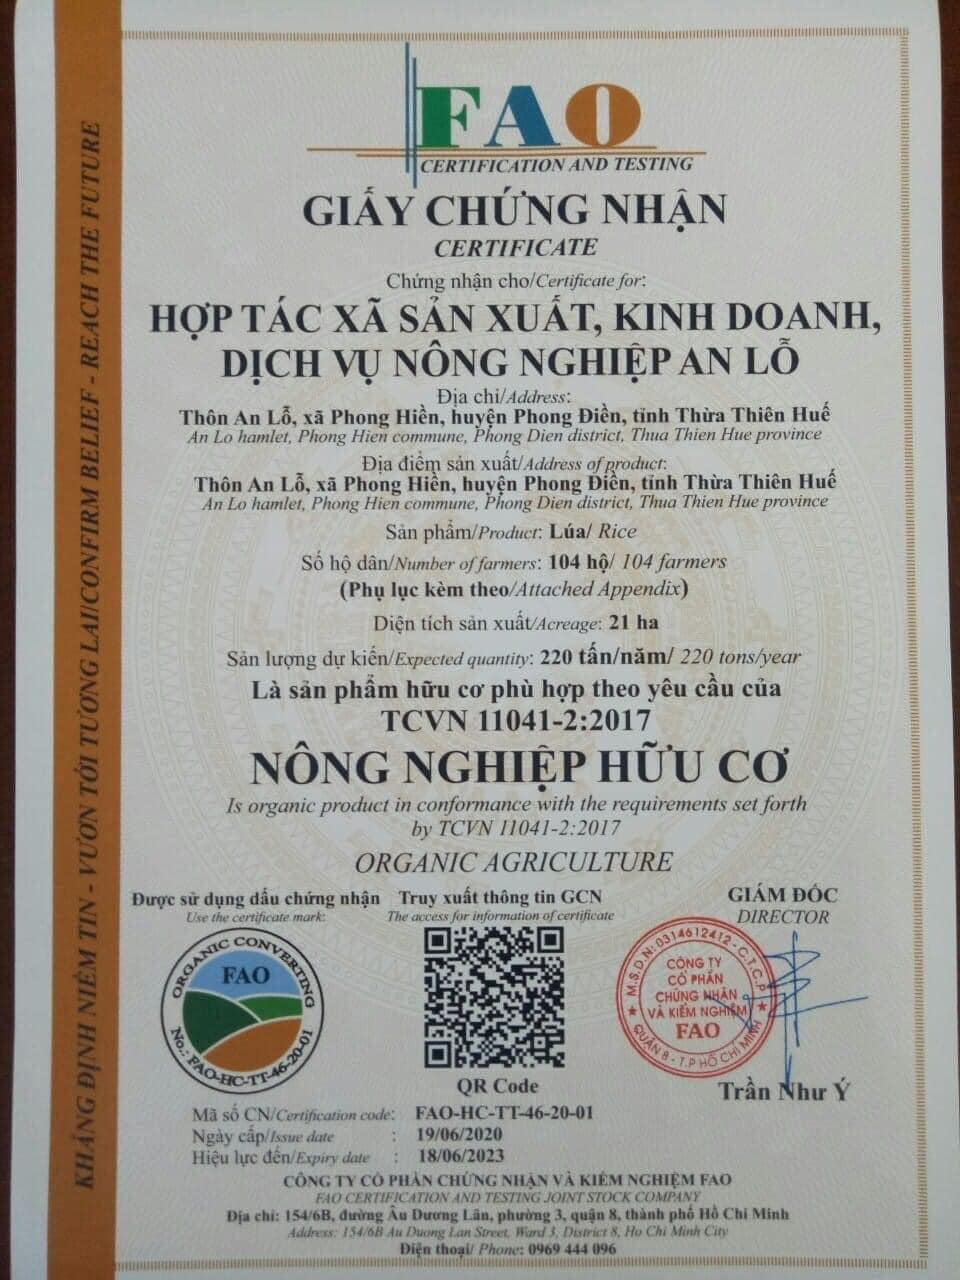 KHẲNG ĐỊNH NIỀM TIN - VƯƠN TỚI TƯƠNG LAI/CONFIRM BELIEF - REACH THE FUTURE
FAO
CERTIFICATION AND TESTING
GIẤY CHỨNG NHẬN
CERTIFICATE
Chứng nhận cho/Certificate for:
HỢP TÁC XÃ SẢN XUẤT, KINH DOANH,
DỊCH VỤ NÔNG NGHIỆP AN LỖ
Địa chỉ/Address:
Thôn An Lỗ, xã Phong Hiền, huyện Phong Điền, tỉnh Thừa Thiên Huế
An Lo hamlet, Phong Hien commune, Phong Dien district, Thua Thien Hue province
Địa điểm sản xuất/Address of product:
Thôn An Lỗ, xã Phong Hiền, huyện Phong Điền, tỉnh Thừa Thiên Huế
An Lo hamlet, Phong Hien commune, Phong Dien district, Thua Thien Hue province
Sản phẩm/Product: Lúa/ Rice
Số hộ dân/Number of farmers: 104 hộ/ 104 farmers
(Phụ lục kèm theo/Attached Appendix)
Diện tích sản xuất/Acreage: 21 ha
Sản lượng dự kiến/Expected quantity: 220 tấn/năm/ 220 tons/year
Là sản phẩm hữu cơ phù hợp theo yêu cầu của
TCVN 11041-2:2017
NÔNG NGHIỆP HỮU CƠ
Is organic product in conformance with the requirements set forth
by TCVN 11041-2:2017
ORGANIC AGRICULTURE
Được sử dụng dấu chứng nhận
Use the certificate mark:
ORGANIC CONVERTING
FAO
No.: FAO-HC-TT-46-20-01
Truy xuất thông tin GCN
The access for information of certificate
QR Code
GIÁM ĐỐC
DIRECTOR
M.S.D.N: 0314612412 - C.T.C.P
CÔNG TY
CỔ PHẦN
CHỨNG NHẬN
VÀ KIỂM NGHIỆM
FAO
QUẬN 8 - T.P HỒ CHÍ MINH
Trần Như Ý
Mã số CN/Certification code: FAO-HC-TT-46-20-01
Ngày cấp/Issue date : 19/06/2020
Hiệu lực đến/Expiry date : 18/06/2023
CÔNG TY CỔ PHẦN CHỨNG NHẬN VÀ KIỂM NGHIỆM FAO
FAO CERTIFICATION AND TESTING JOINT STOCK COMPANY
Địa chỉ: 154/6B, đường Âu Dương Lân, phường 3, quận 8, thành phố Hồ Chí Minh
Address: 154/6B Au Duong Lan Street, Ward 3, District 8, Ho Chi Minh City
Điện thoại/ Phone: 0969 444 096